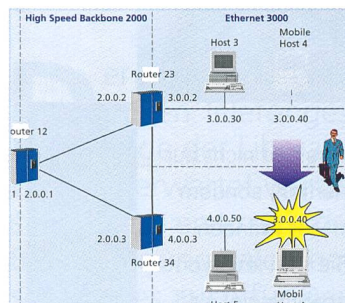 High Speed Backbone 2000
Ethernet 3000
Host 3
Mobile
Host 4
Router 23
2.0.0.2
3.0.0.2
3.0.0.30
3.0.0.40
outer 12
1
2.0.0.1
4.0.0.50
3.0.0.40
2.0.0.3
4.0.0.3
Router 34
Mobil